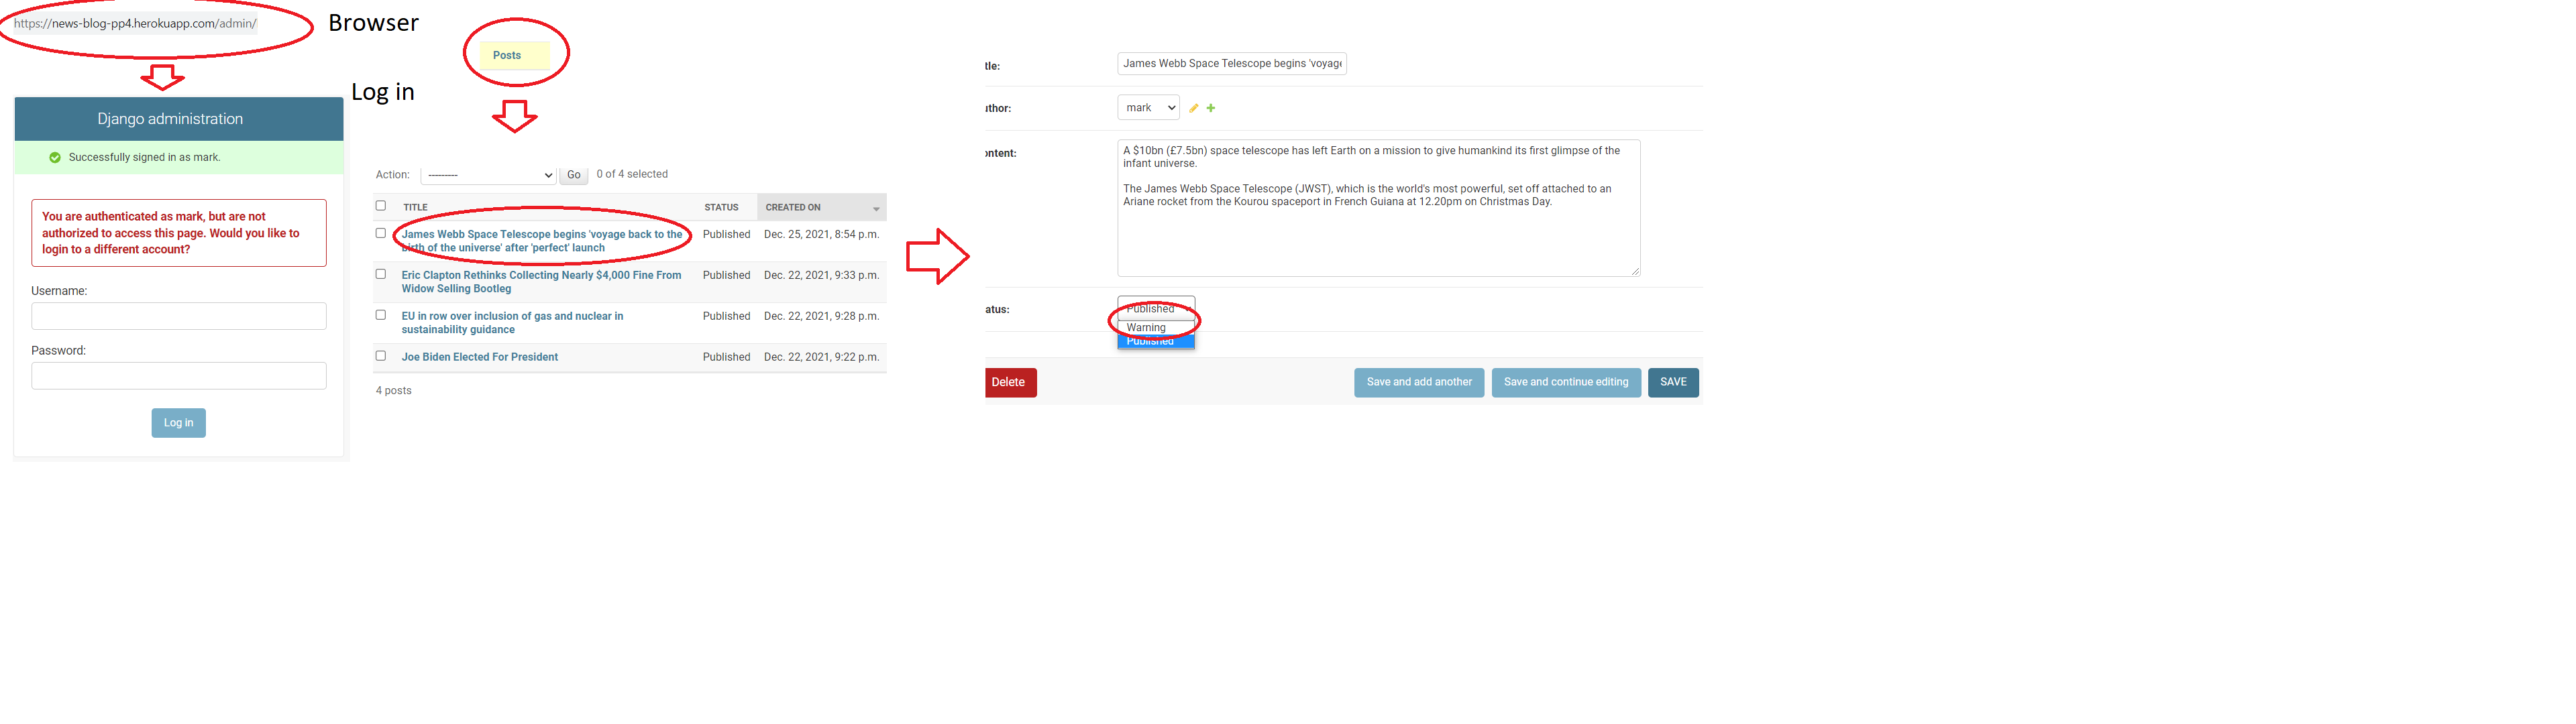 https://news-blog-pp4.herokuapp.com/admin/
Browser
Log in
Django administration
Successfully signed in as mark.
You are authenticated as mark, but are not
authorized to access this page. Would you like to
login to a different account?
Username:
Password:
Log in
Posts
Action: --------- Go 0 of 4 selected
TITLE STATUS CREATED ON
James Webb Space Telescope begins 'voyage back to the
birth of the universe' after 'perfect' launch
Published Dec. 25, 2021, 8:54 p.m.
Eric Clapton Rethinks Collecting Nearly $4,000 Fine From
Widow Selling Bootleg
Published Dec. 22, 2021, 9:33 p.m.
EU in row over inclusion of gas and nuclear in
sustainability guidance
Published Dec. 22, 2021, 9:28 p.m.
Joe Biden Elected For President Published Dec. 22, 2021, 9:22 p.m.
4 posts
tle: James Webb Space Telescope begins 'voyage
thor: mark
ontent:
A $10bn (£7.5bn) space telescope has left Earth on a mission to give humankind its first glimpse of the
infant universe.
The James Webb Space Telescope (JWST), which is the world's most powerful, set off attached to an
Ariane rocket from the Kourou spaceport in French Guiana at 12.20pm on Christmas Day.
atus: Published
Warning
Published
Delete Save and add another Save and continue editing SAVE